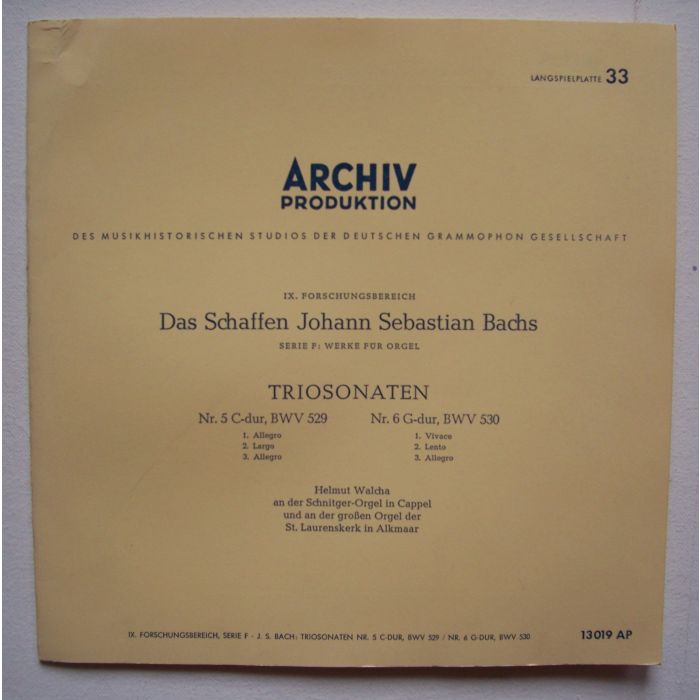 LANGSPIELPLATTE 33
ARCHIV
PRODUKTION
DES MUSIKHISTORISCHEN STUDIOS DER DEUTSCHEN GRAMMOPHON GESELLSCHAFT
IX. FORSCHUNGSBEREICH
Das Schaffen Johann Sebastian Bachs
SERIE F: WERKE FÜR ORGEL
TRIOSONATEN
Nr. 5 C-dur, BWV 529 Nr. 6 G-dur, BWV 530
1. Allegro 1. Vivace
2. Largo 2. Lento
3. Allegro 3. Allegro
Helmut Walcha
an der Schnitger-Orgel in Cappel
und an der großen Orgel der
St. Laurenskerk in Alkmaar
IX. FORSCHUNGSBEREICH, SERIE F - J. S. BACH: TRIOSONATEN NR. 5 C-DUR, BWV 529 / NR. 6 G-DUR, BWV 530 13019 AP